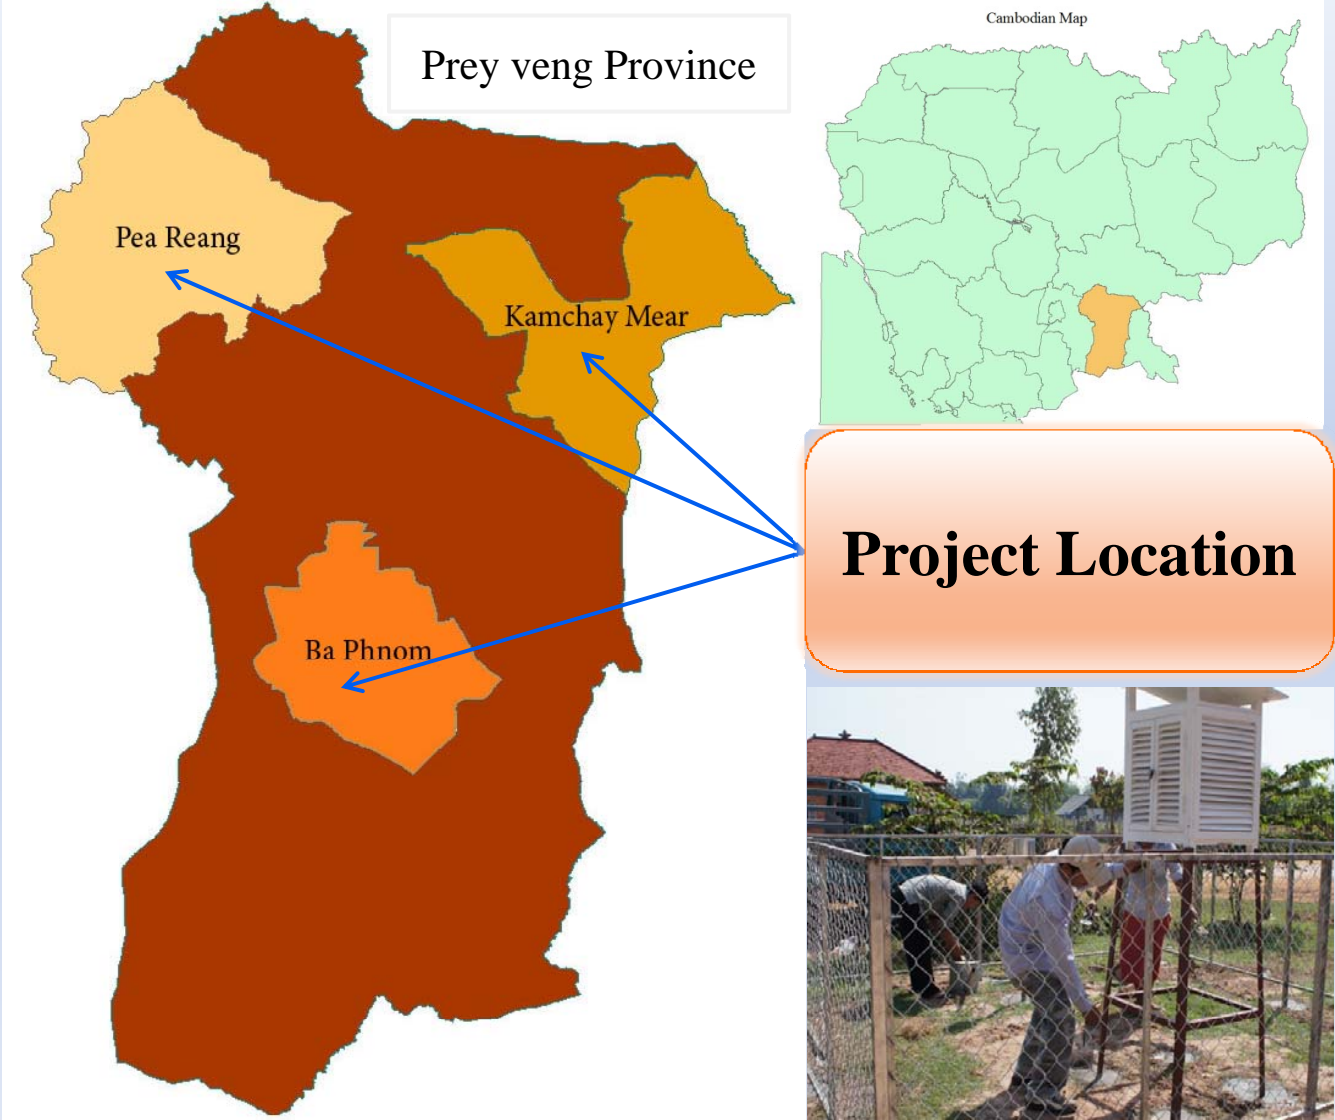 Prey veng Province
Cambodian Map
Pea Reang
Kamchay Mear
Project Location
Ba Phnom